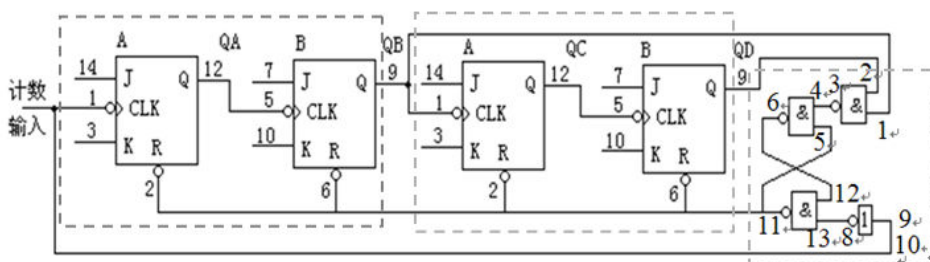 A QA B QB A QC B QD
14 J Q 12 7 J Q 9 14 J Q 12 7 J Q 9 2
计数 1 CLK 5 CLK 1 CLK 5 CLK 6 & 4 3 & 1
输入 3 K R 10 K R 3 K R 10 K R 5
2 6 2 6 11 & 12
13 8 1 9
10